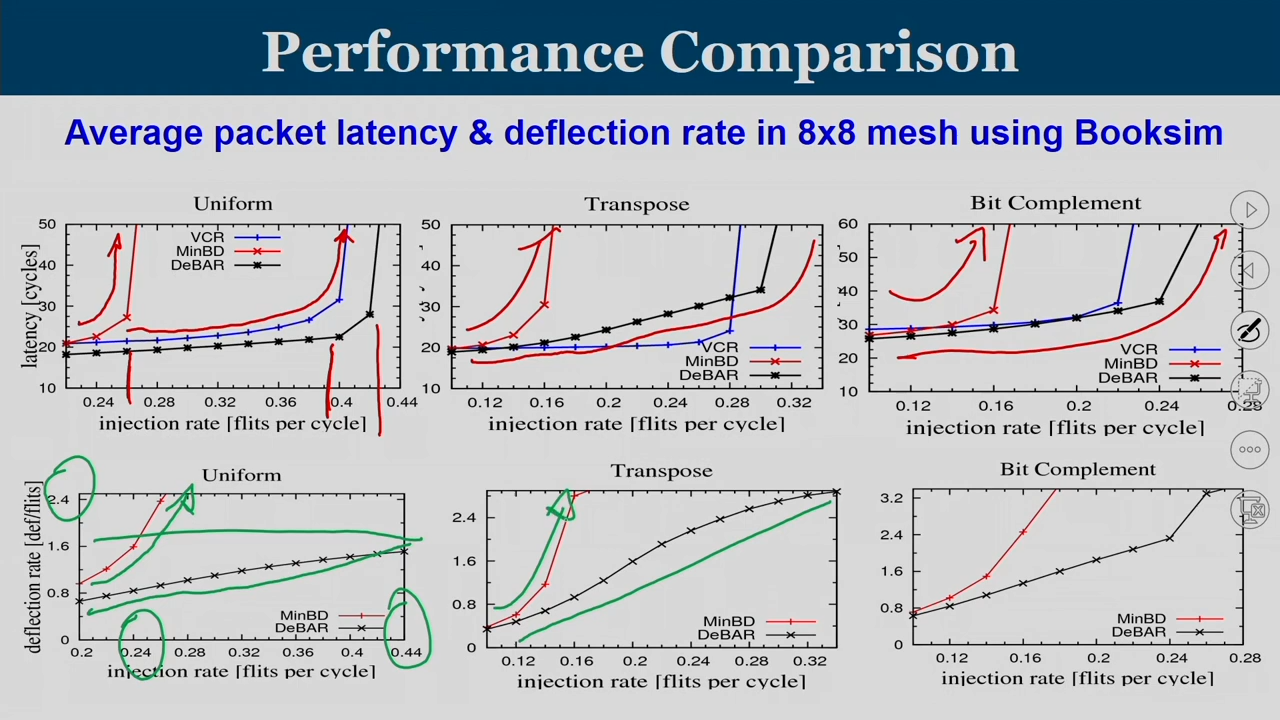 Performance Comparison
Average packet latency & deflection rate in 8x8 mesh using Booksim
Uniform
50
40
30
20
10
latency [cycles]
VCR
MinBD
DeBAR
0.24
0.28
0.32
0.36
0.4
0.44
injection rate [flits per cycle]
Transpose
50
40
30
20
10
VCR
MinBD
DeBAR
0.12
0.16
0.2
0.24
0.28
0.32
injection rate [flits per cycle]
Bit Complement
60
50
40
30
20
10
VCR
MinBD
DeBAR
0.12
0.16
0.2
0.24
0.28
injection rate [flits per cycle]
Uniform
2.4
1.6
0.8
0
deflection rate [def/flits]
MinBD
DeBAR
0.2
0.24
0.28
0.32
0.36
0.4
0.44
injection rate [flits per cycle]
Transpose
2.4
1.6
0.8
0
MinBD
DeBAR
0.12
0.16
0.2
0.24
0.28
0.32
injection rate [flits per cycle]
Bit Complement
3.2
2.4
1.6
0.8
0
MinBD
DeBAR
0.12
0.16
0.2
0.24
0.28
injection rate [flits per cycle]